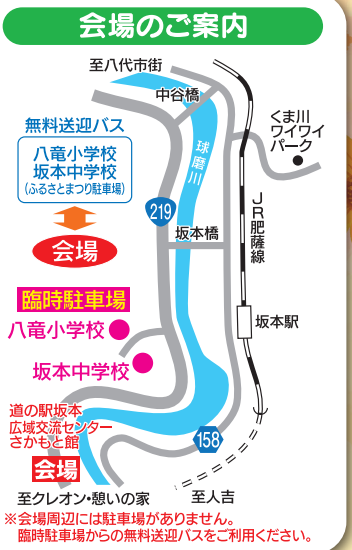 会場のご案内
至八代市街
中谷橋
無料送迎バス
八竜小学校
坂本中学校
(ふるさとまつり駐車場)
会場
球磨川
くま川
ワイワイ
パーク
219
坂本橋
JR肥薩線
臨時駐車場
八竜小学校
坂本駅
坂本中学校
道の駅坂本
広域交流センター
さかもと館
158
会場
至クレオン・憩いの家
至人吉
※会場周辺には駐車場がありません。
臨時駐車場からの無料送迎バスをご利用ください。